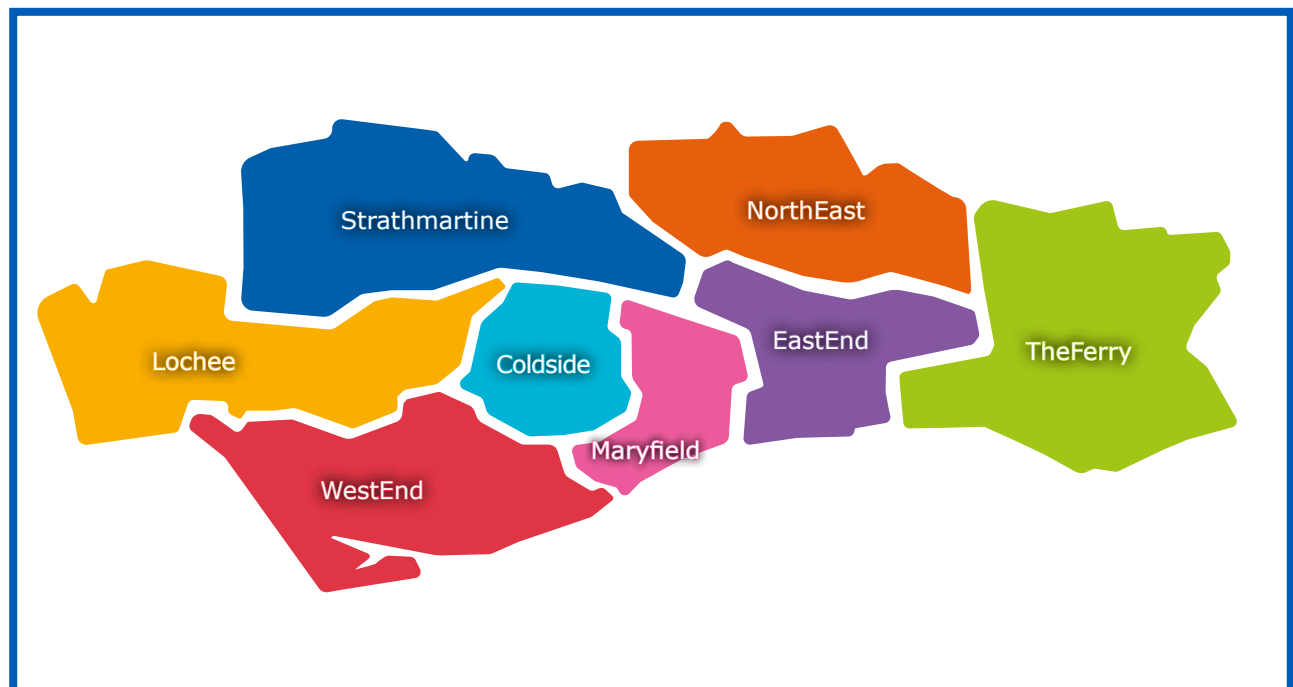 NorthEast
Strathmartine
EastEnd
TheFerry
Lochee
Coldside
Maryfield
WestEnd